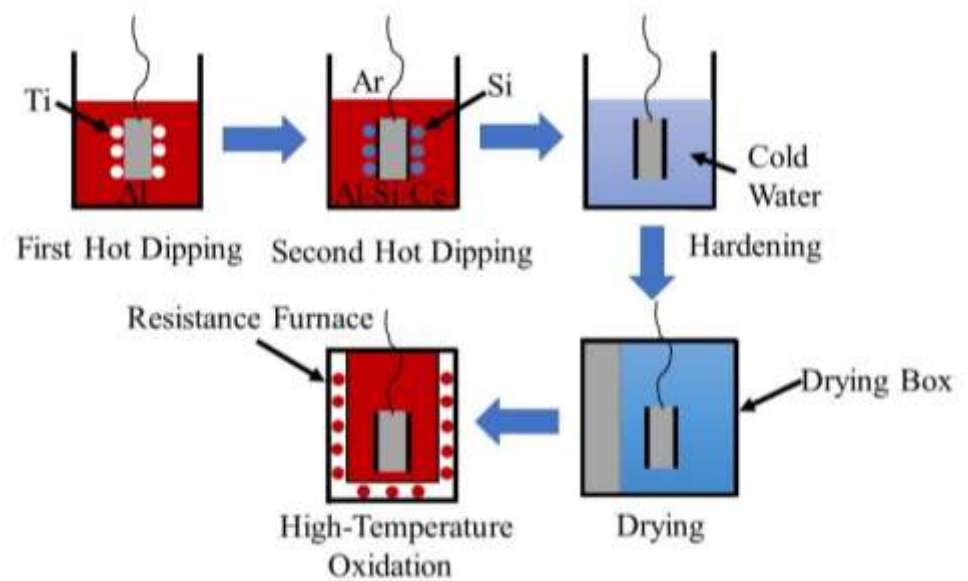 Ti
Al
First Hot Dipping
Ar
Si
Al-Si-Ce
Second Hot Dipping
Cold
Water
Hardening
Resistance Furnace
High-Temperature
Oxidation
Drying Box
Drying